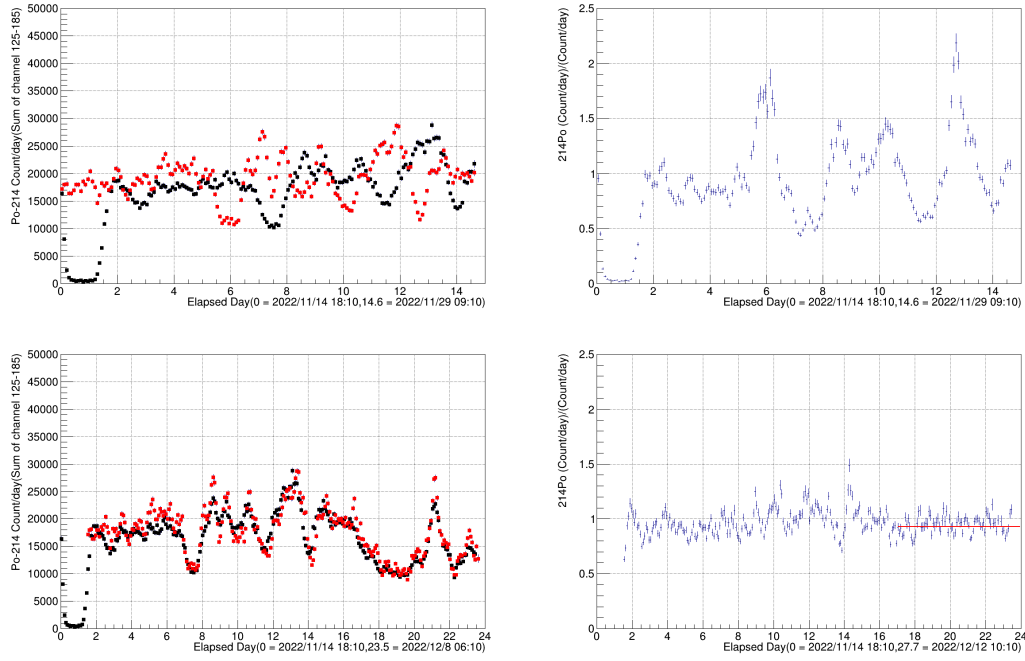 Po-214 Count/day(Sum of channel 125-185)
50000
45000
40000
35000
30000
25000
20000
15000
10000
5000
0
0 2 4 6 8 10 12 14
Elapsed Day(0 = 2022/11/14 18:10,14.6 = 2022/11/29 09:10)
214Po (Count/day)/(Count/day)
2.5
2
1.5
1
0.5
0
0 2 4 6 8 10 12 14
Elapsed Day(0 = 2022/11/14 18:10,14.6 = 2022/11/29 09:10)
Po-214 Count/day(Sum of channel 125-185)
50000
45000
40000
35000
30000
25000
20000
15000
10000
5000
0
0 2 4 6 8 10 12 14 16 18 20 22 24
Elapsed Day(0 = 2022/11/14 18:10,23.5 = 2022/12/8 06:10)
214Po (Count/day)/(Count/day)
2.5
2
1.5
1
0.5
0
0 2 4 6 8 10 12 14 16 18 20 22 24
Elapsed Day(0 = 2022/11/14 18:10,27.7 = 2022/12/12 10:10)